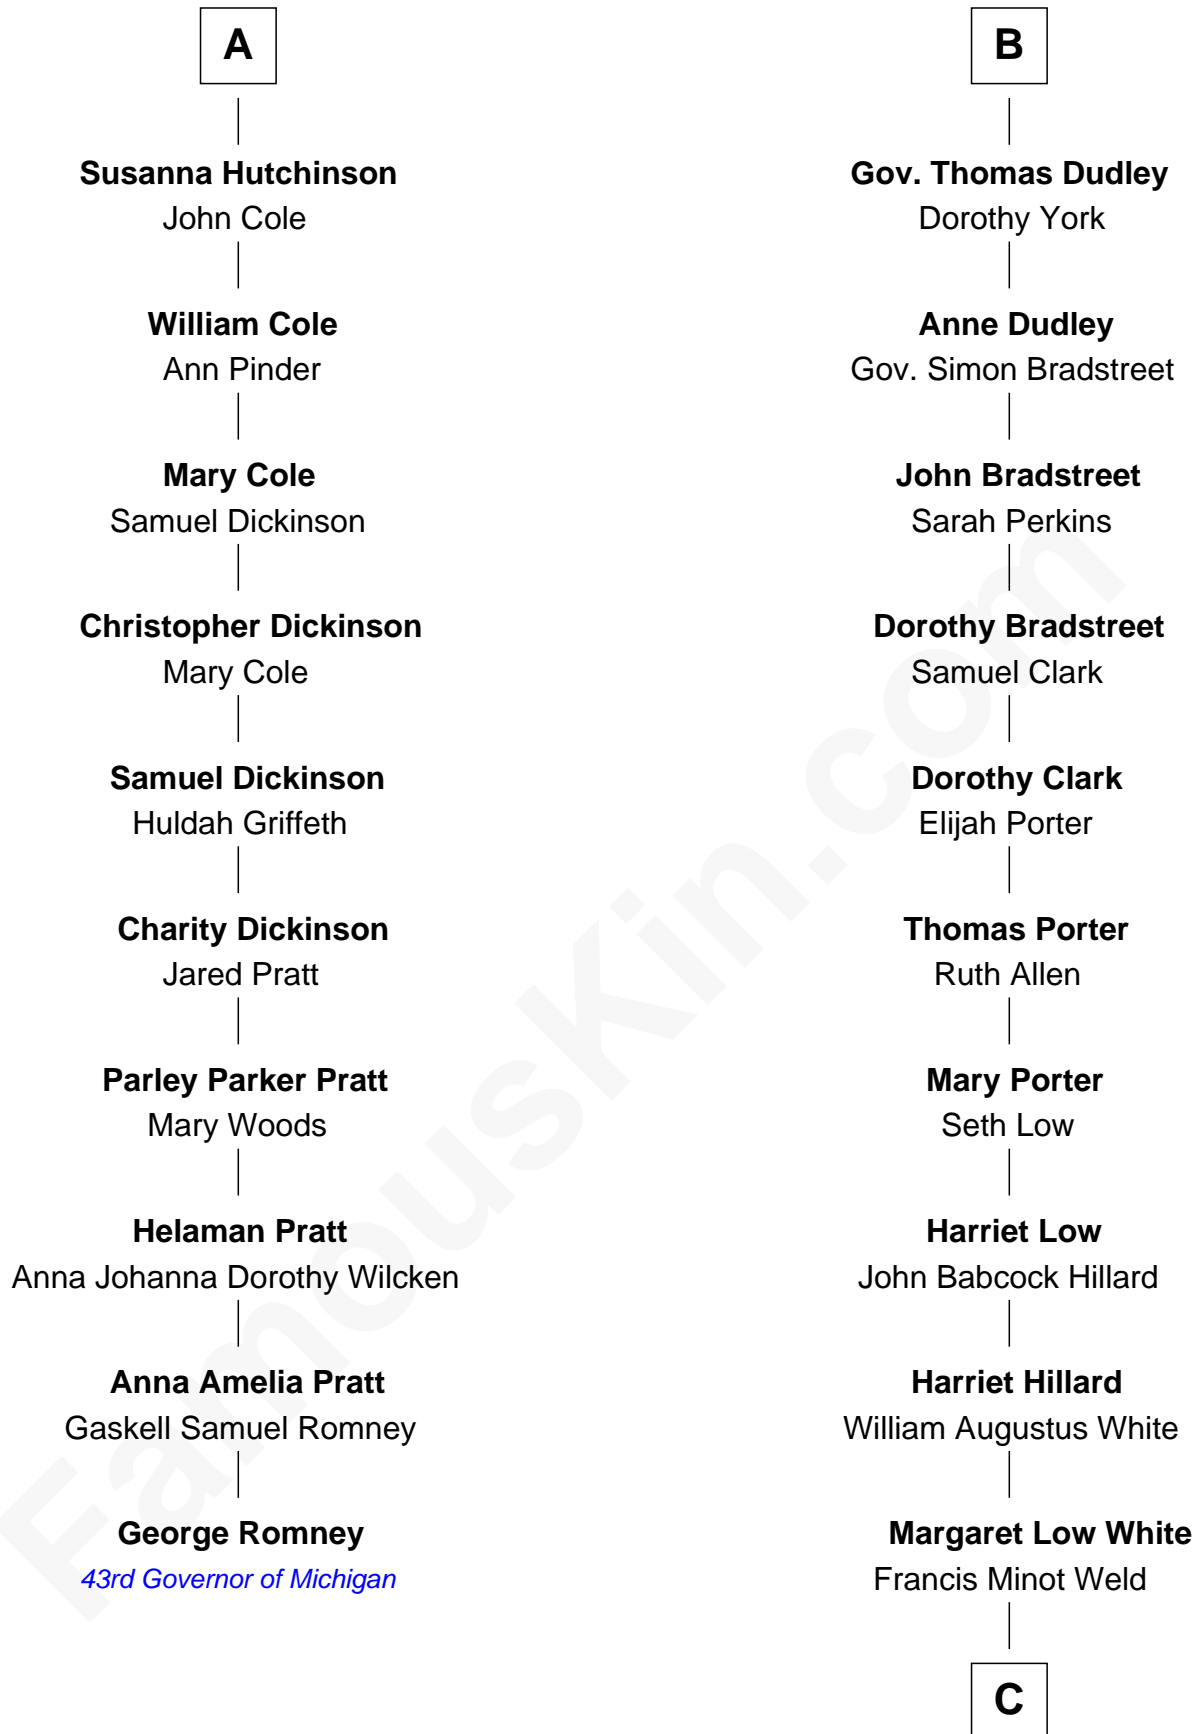 A
Susanna Hutchinson
John Cole
William Cole
Ann Pinder
Mary Cole
Samuel Dickinson
Christopher Dickinson
Mary Cole
Samuel Dickinson
Huldah Griffeth
Charity Dickinson
Jared Pratt
Parley Parker Pratt
Mary Woods
Helaman Pratt
Anna Johanna Dorothy Wilcken
Anna Amelia Pratt
Gaskell Samuel Romney
George Romney
43rd Governor of Michigan
B
Gov. Thomas Dudley
Dorothy York
Anne Dudley
Gov. Simon Bradstreet
John Bradstreet
Sarah Perkins
Dorothy Bradstreet
Samuel Clark
Dorothy Clark
Elijah Porter
Thomas Porter
Ruth Allen
Mary Porter
Seth Low
Harriet Low
John Babcock Hillard
Harriet Hillard
William Augustus White
Margaret Low White
Francis Minot Weld
C
FamousKin.com